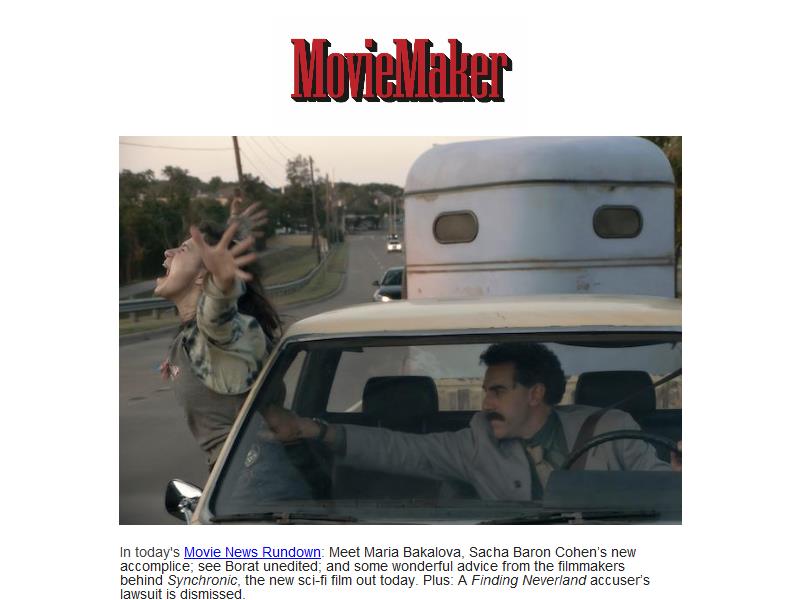 MovieMaker
In today's Movie News Rundown: Meet Maria Bakalova, Sacha Baron Cohen’s new
accomplice; see Borat unedited; and some wonderful advice from the filmmakers
behind Synchronic, the new sci-fi film out today. Plus: A Finding Neverland accuser’s
lawsuit is dismissed.